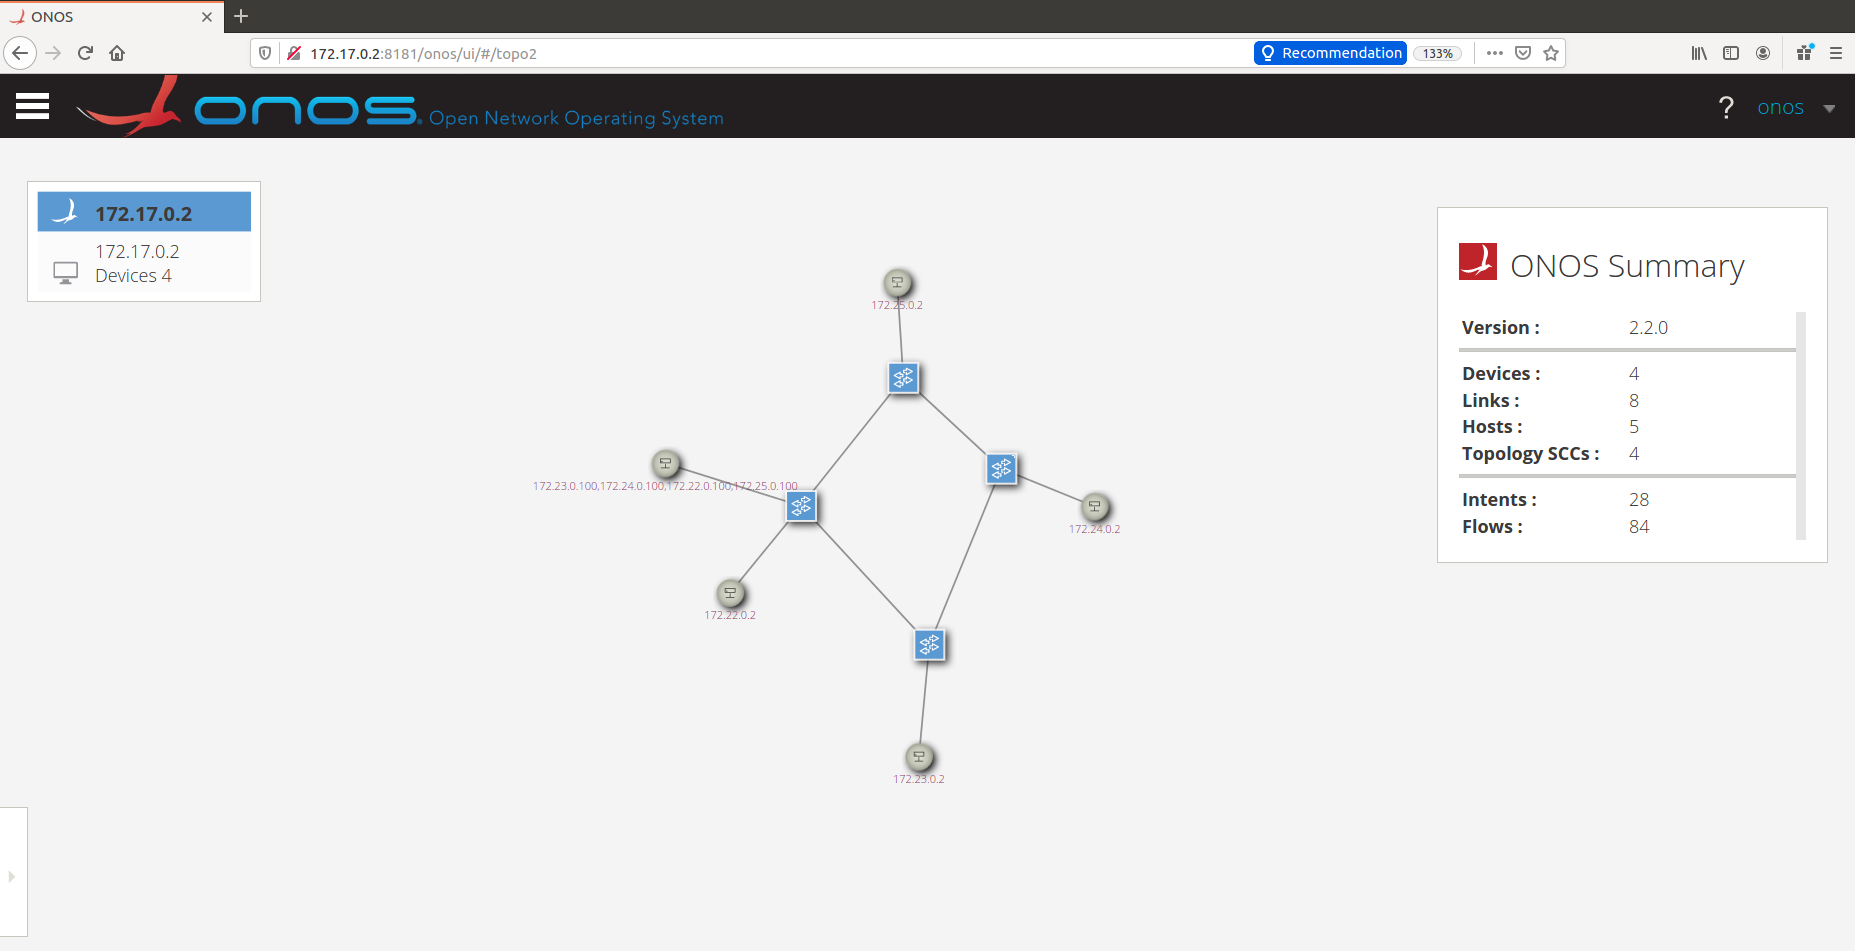 ONOS
172.17.0.2:8181/onos/ui/#/topo2
Recommendation
133%
onos. Open Network Operating System
? onos
172.17.0.2
172.17.0.2
Devices 4
172.25.0.2
172.23.0.100,172.24.0.100,172.22.0.100,172.25.0.100
172.24.0.2
172.22.0.2
172.23.0.2
ONOS Summary
Version : 2.2.0
Devices : 4
Links : 8
Hosts : 5
Topology SCCs : 4
Intents : 28
Flows : 84